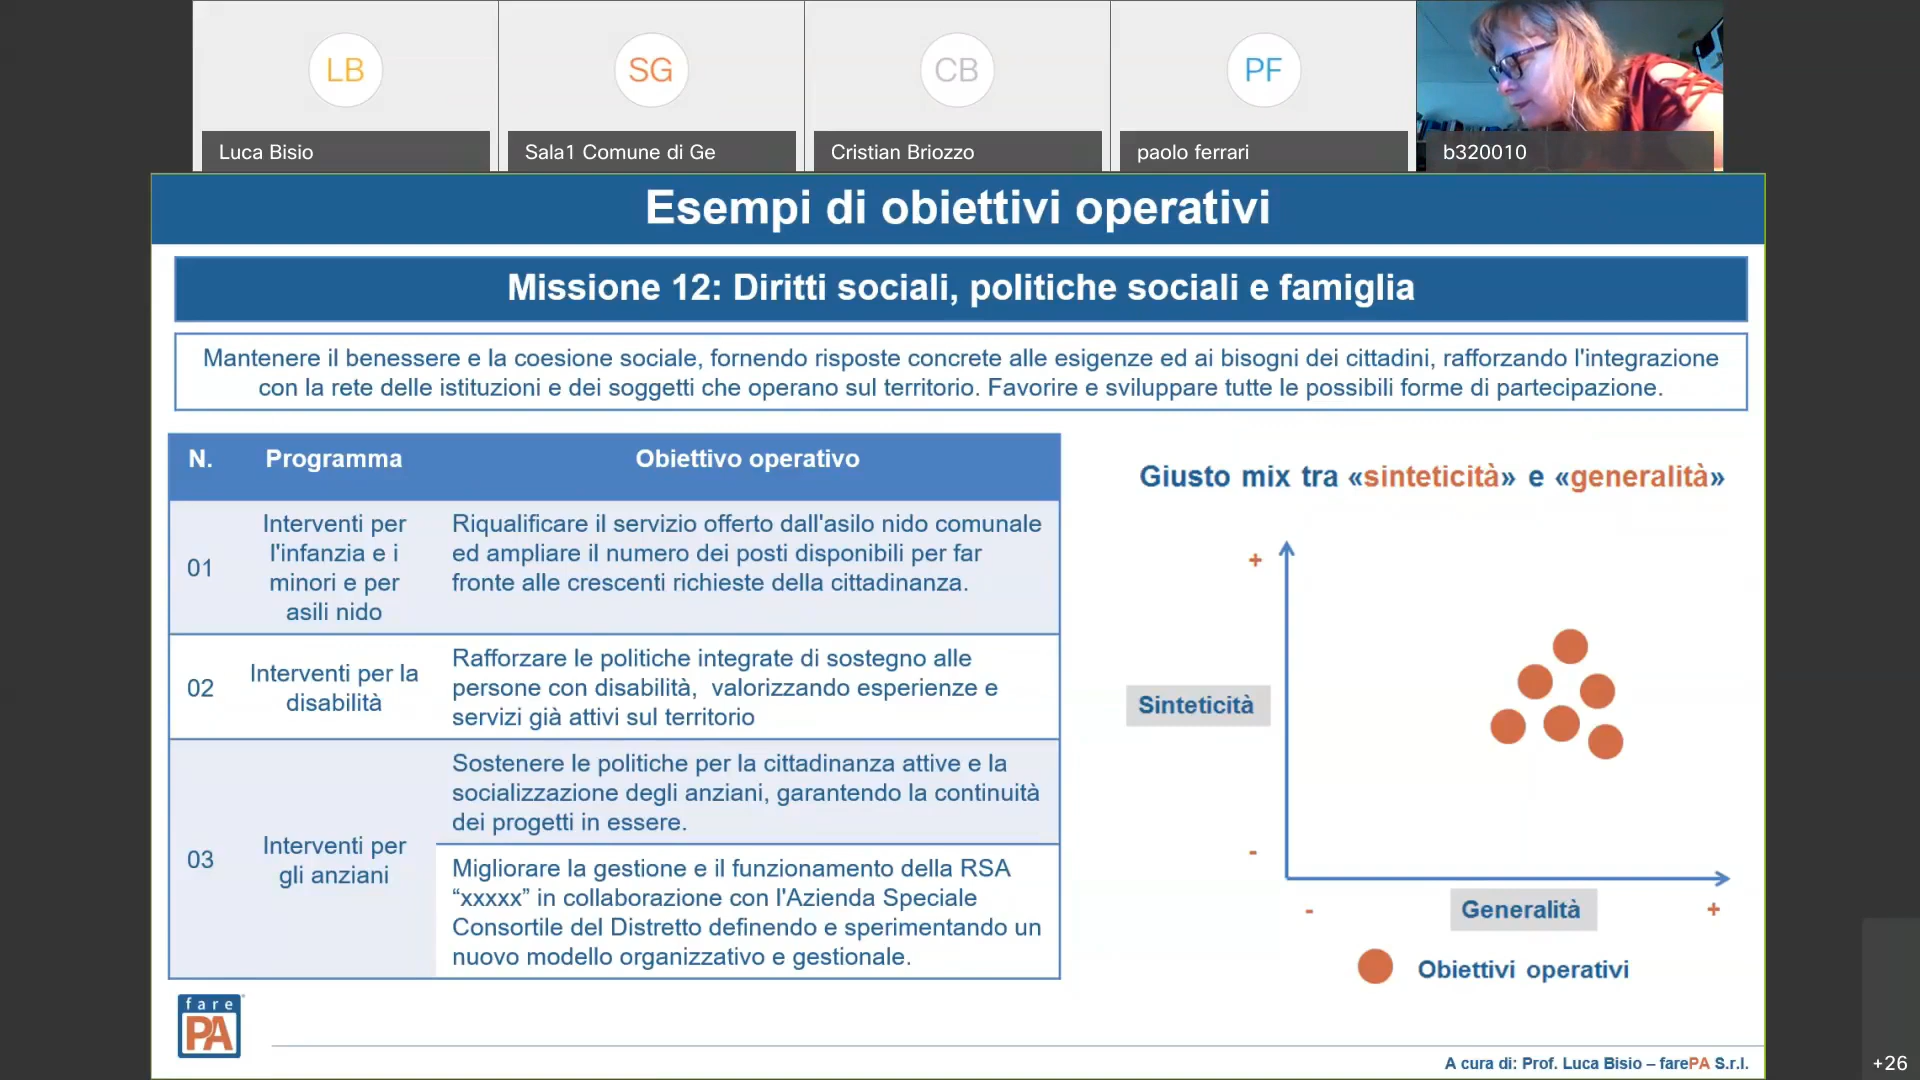 LB
SG
CB
PF
Luca Bisio
Sala1 Comune di Ge
Cristian Briozzo
paolo ferrari
b320010
Esempi di obiettivi operativi
Missione 12: Diritti sociali, politiche sociali e famiglia
Mantenere il benessere e la coesione sociale, fornendo risposte concrete alle esigenze ed ai bisogni dei cittadini, rafforzando l'integrazione
con la rete delle istituzioni e dei soggetti che operano sul territorio. Favorire e sviluppare tutte le possibili forme di partecipazione.
N.
Programma
Obiettivo operativo
01
Interventi per
l'infanzia e i
minori e per
asili nido
Riqualificare il servizio offerto dall'asilo nido comunale
ed ampliare il numero dei posti disponibili per far
fronte alle crescenti richieste della cittadinanza.
02
Interventi per la
disabilità
Rafforzare le politiche integrate di sostegno alle
persone con disabilità,  valorizzando esperienze e
servizi già attivi sul territorio
03
Interventi per
gli anziani
Sostenere le politiche per la cittadinanza attive e la
socializzazione degli anziani, garantendo la continuità
dei progetti in essere.
Migliorare la gestione e il funzionamento della RSA
“xxxxx” in collaborazione con l'Azienda Speciale
Consortile del Distretto definendo e sperimentando un
nuovo modello organizzativo e gestionale.
Giusto mix tra «sinteticità» e «generalità»
+
Sinteticità
-
-
Generalità
+
Obiettivi operativi
fare
PA
A cura di: Prof. Luca Bisio – farePA S.r.l.
+26